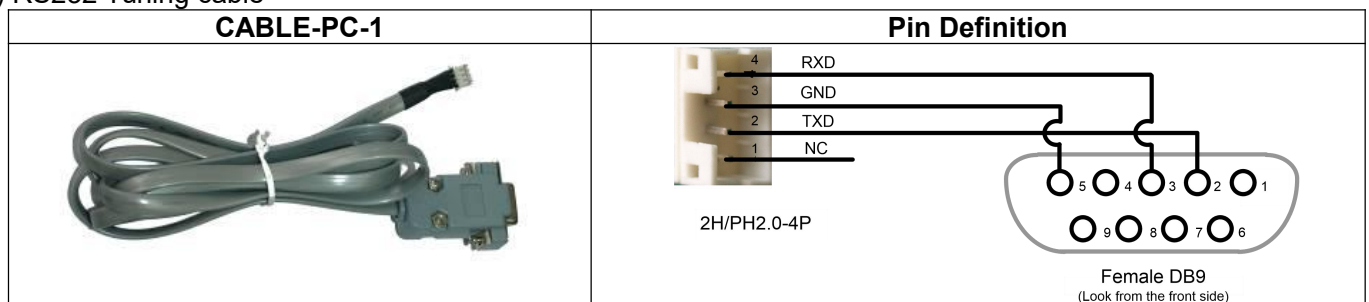 RS232 Tuning cable
CABLE-PC-1
Pin Definition
4 RXD
3 GND
2 TXD
1 NC
2H/PH2.0-4P
5 4 3 2 1
9 8 7 6
Female DB9
(Look from the front side)